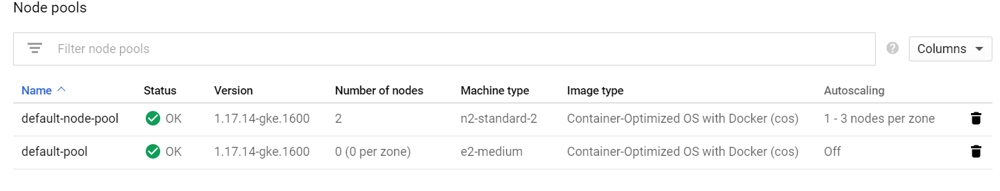 Node pools
Filter node pools
Columns
Name Status Version Number of nodes Machine type Image type Autoscaling
default-node-pool OK 1.17.14-gke.1600 2 n2-standard-2 Container-Optimized OS with Docker (cos) 1 - 3 nodes per zone
default-pool OK 1.17.14-gke.1600 0 (0 per zone) e2-medium Container-Optimized OS with Docker (cos) Off